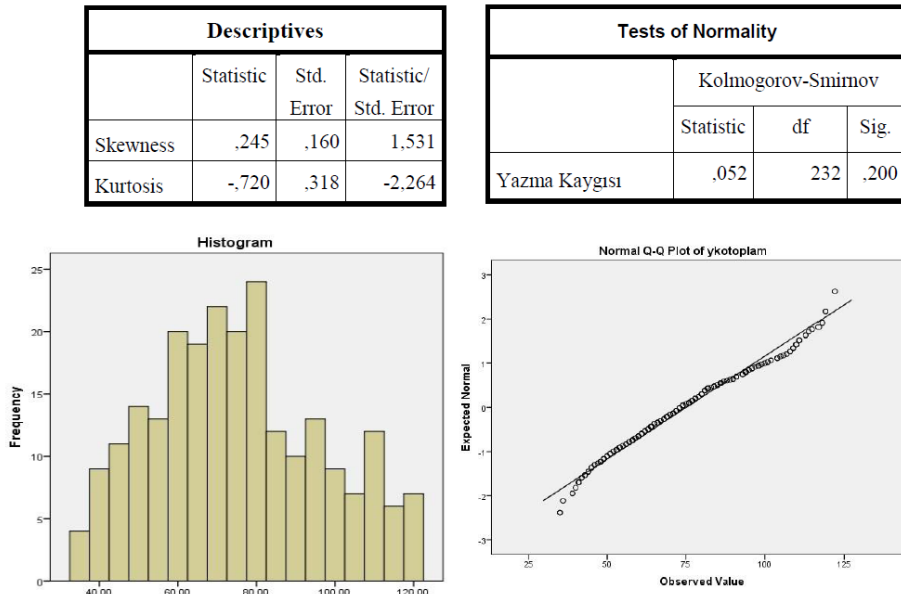 Descriptives
Statistic Std. Error Statistic/ Std. Error
Skewness ,245 ,160 1,531
Kurtosis -,720 ,318 -2,264
Tests of Normality
Kolmogorov-Smirnov
Statistic df Sig.
Yazma Kaygısı ,052 232 ,200
Histogram
Frequency
25
20
15
10
5
0
40.00 60.00 80.00 100.00 120.00
Normal Q-Q Plot of ykotoplam
Expected Normal
3
2
1
0
-1
-2
-3
25 50 75 100 125
Observed Value